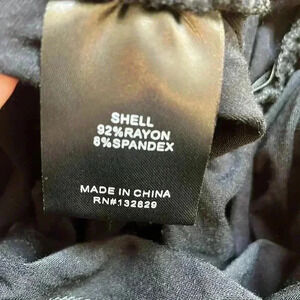 SHELL
92%RAYON
8%SPANDEX
MADE IN CHINA
RN#132829